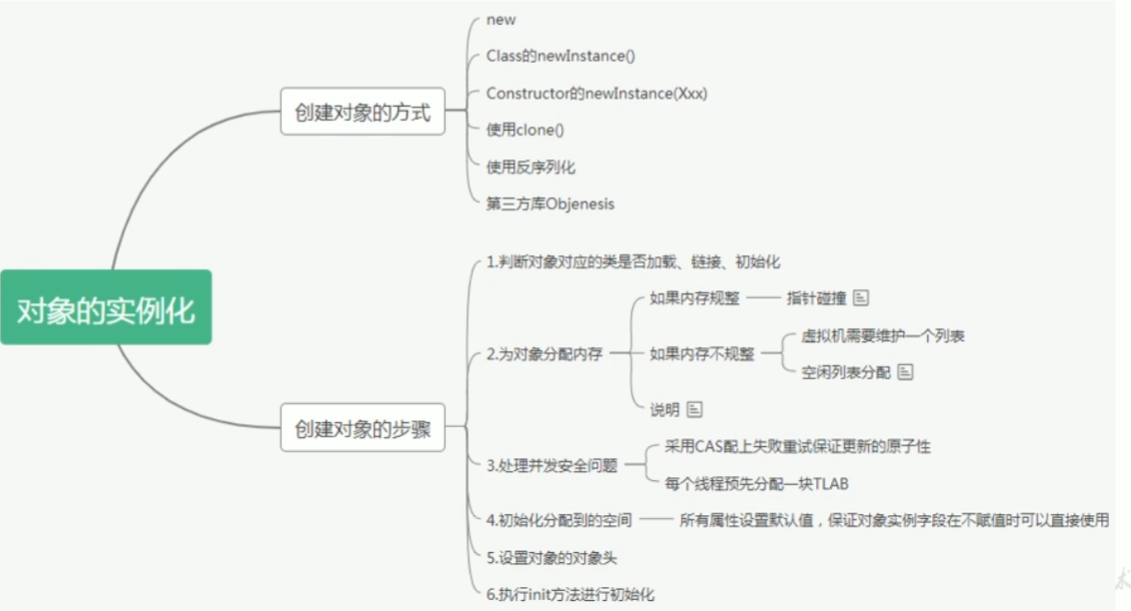 对象的实例化
创建对象的方式
new
Class的newInstance()
Constructor的newInstance(Xxx)
使用clone()
使用反序列化
第三方库Objenesis
创建对象的步骤
1.判断对象对应的类是否加载、链接、初始化
2.为对象分配内存
如果内存规整
指针碰撞
如果内存不规整
虚拟机需要维护一个列表
空闲列表分配
说明
3.处理并发安全问题
采用CAS配上失败重试保证更新的原子性
每个线程预先分配一块TLAB
4.初始化分配到的空间
所有属性设置默认值，保证对象实例字段在不赋值时可以直接使用
5.设置对象的对象头
6.执行init方法进行初始化
术